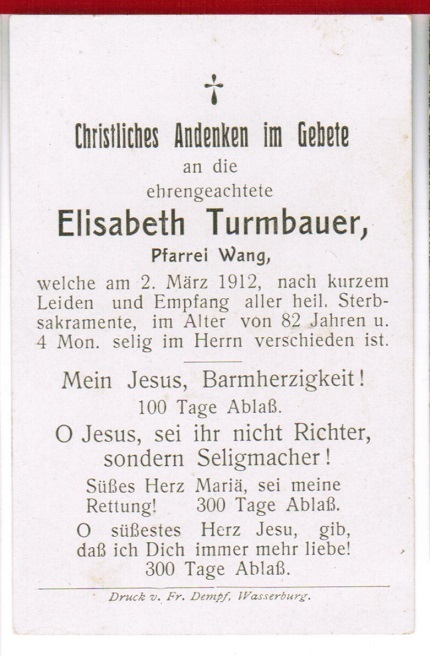 Christliches Andenken im Gebete
an die
ehrengeachtete
Elisabeth Turmbauer,
Pfarrei Wang,
welche am 2. März 1912, nach kurzem
Leiden und Empfang aller heil. Sterb-
sakramente, im Alter von 82 Jahren u.
4 Mon. selig im Herrn verschieden ist.
Mein Jesus, Barmherzigkeit!
100 Tage Ablaß.
O Jesus, sei ihr nicht Richter,
sondern Seligmacher!
Süßes Herz Mariä, sei meine
Rettung! 300 Tage Ablaß.
O süßestes Herz Jesu, gib,
daß ich Dich immer mehr liebe!
300 Tage Ablaß.
Druck v. Fr. Dempf, Wasserburg.